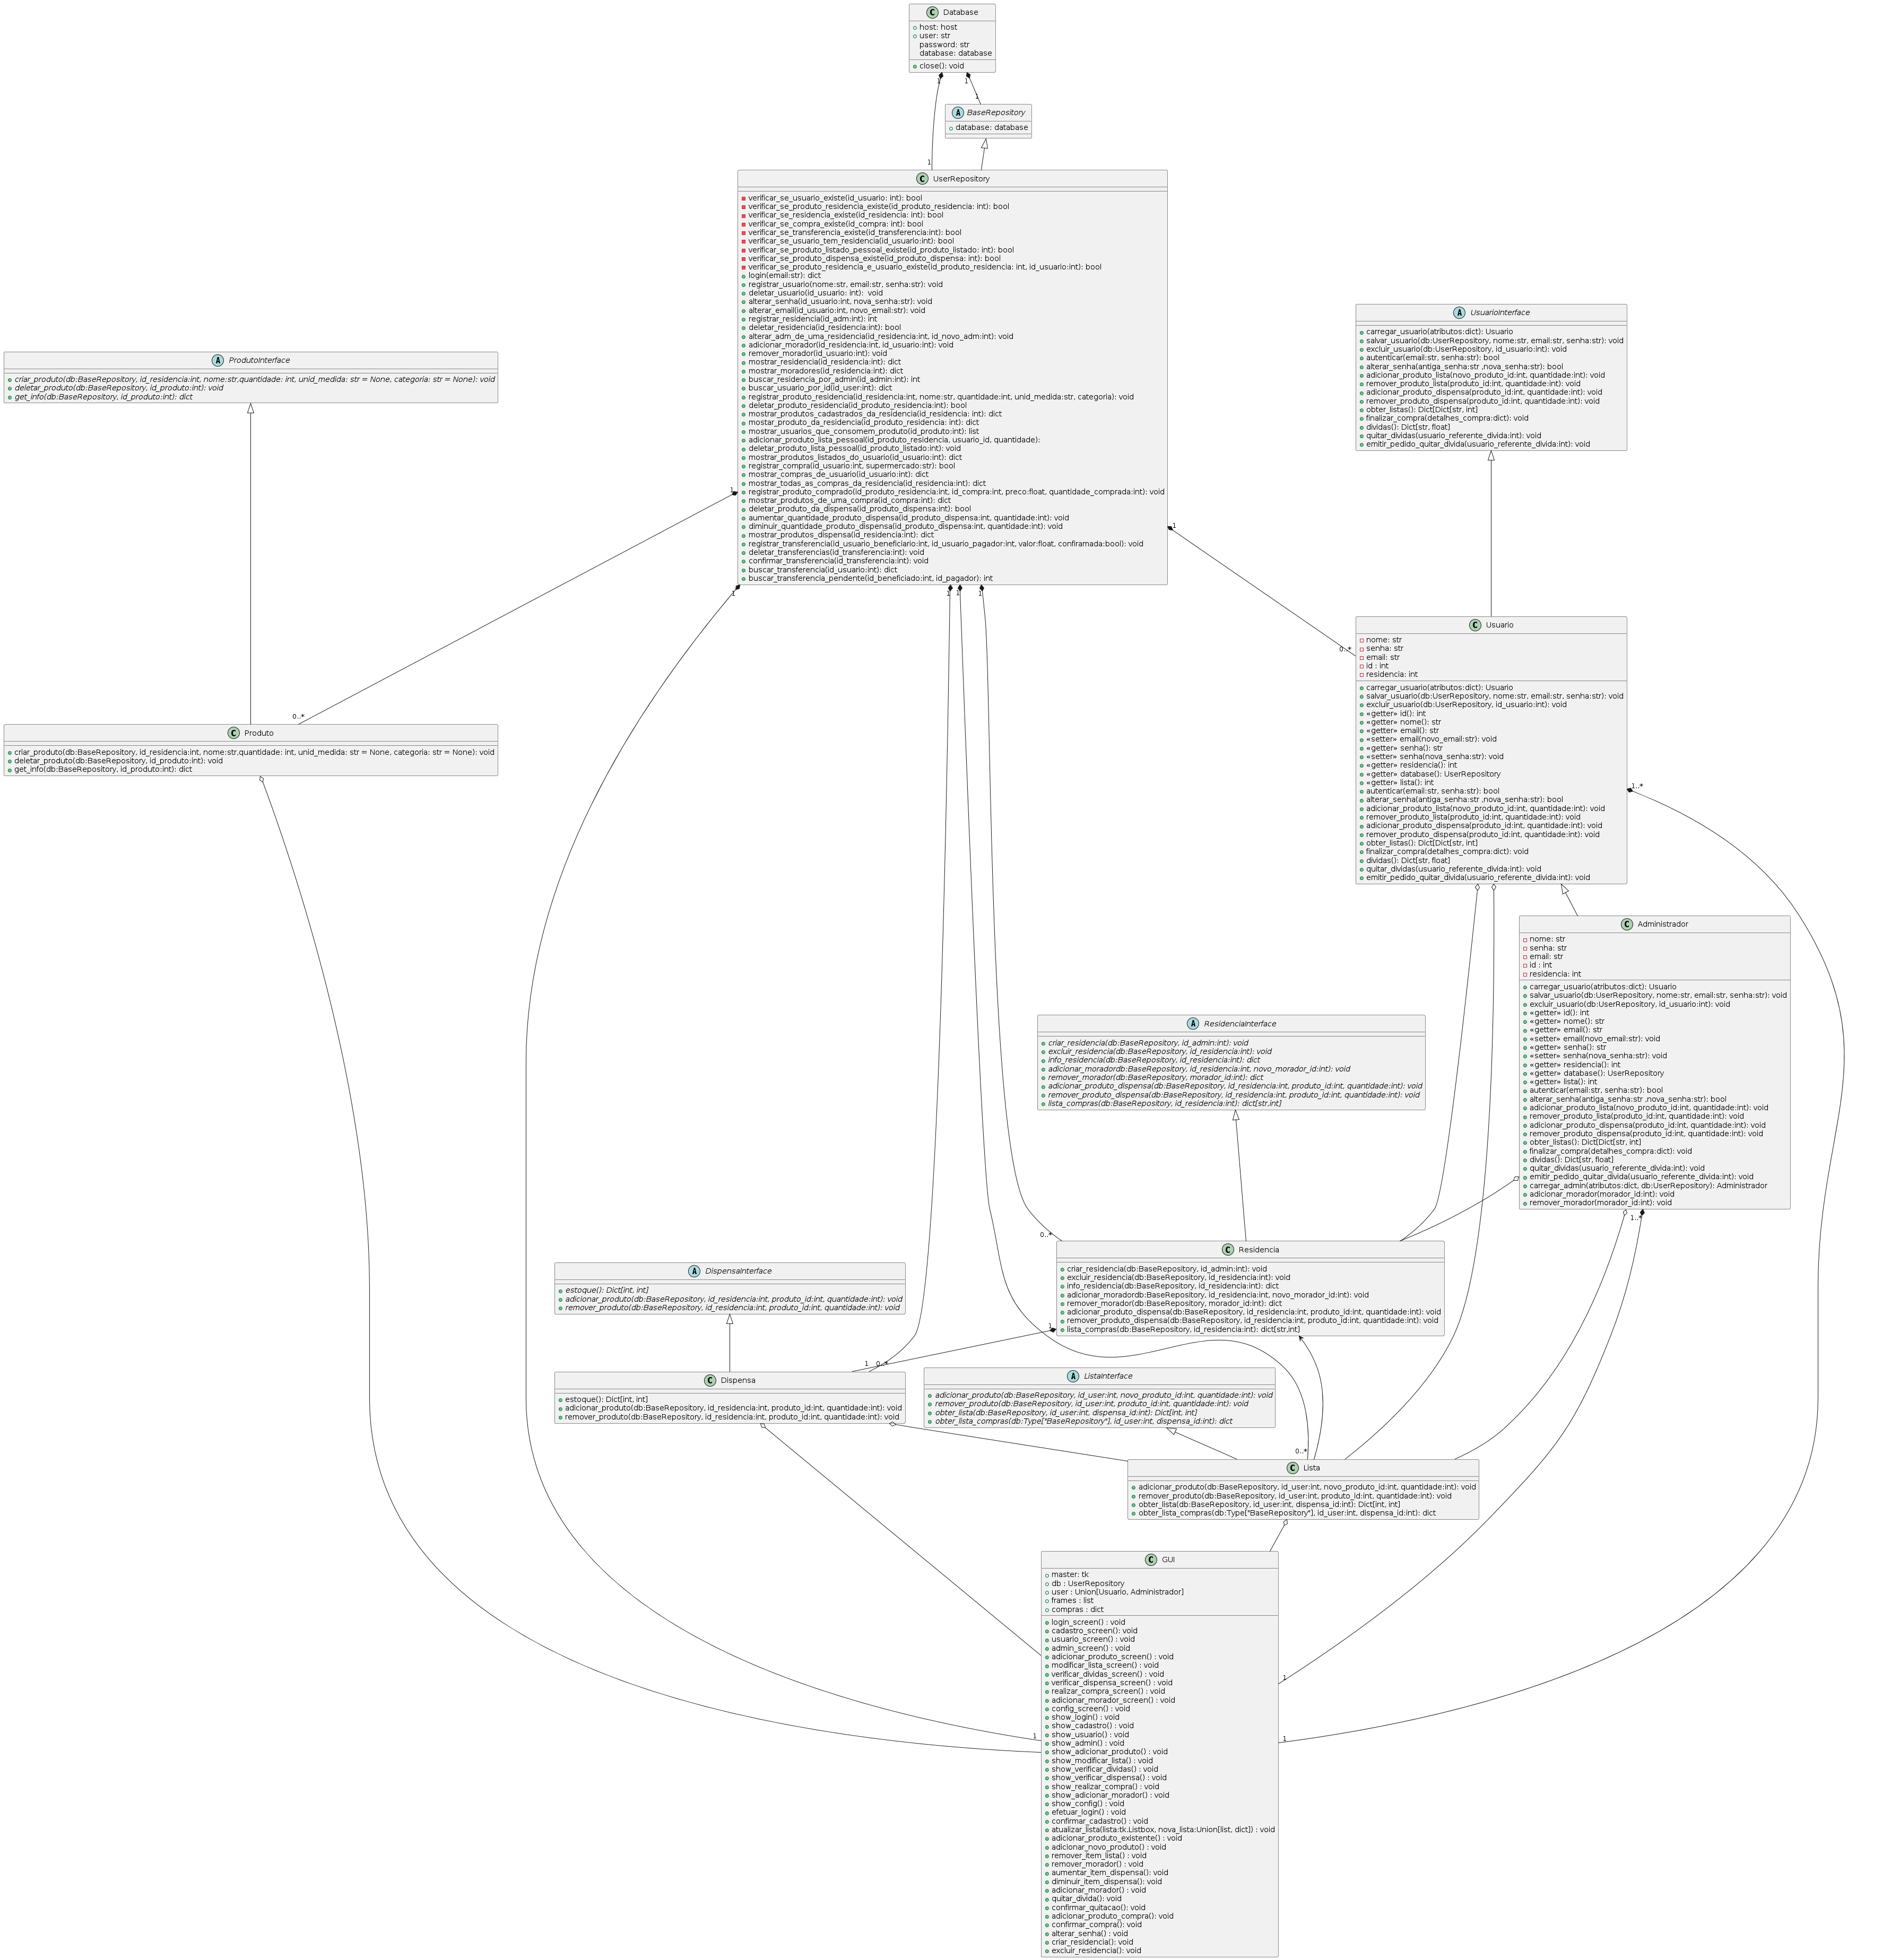 Database
host: host
user: str
password: str
database: database
close(): void
1
1
1
BaseRepository
database: database
1
UserRepository
verificar_se_usuario_existe(id_usuario: int): bool
verificar_se_produto_residencia_existe(id_produto_residencia: int): bool
verificar_se_residencia_existe(id_residencia: int): bool
verificar_se_compra_existe(id_compra: int): bool
verificar_se_transferencia_existe(id_transferencia:int): bool
verificar_se_usuario_tem_residencia(id_usuario:int): bool
verificar_se_produto_listado_pessoal_existe(id_produto_listado: int): bool
verificar_se_produto_dispensa_existe(id_produto_dispensa: int): bool
verificar_se_produto_residencia_e_usuario_existe(id_produto_residencia: int, id_usuario:int): bool
login(email:str): dict
registrar_usuario(nome:str, email:str, senha:str): void
deletar_usuario(id_usuario: int):  void
alterar_senha(id_usuario:int, nova_senha:str): void
alterar_email(id_usuario:int, novo_email:str): void
registrar_residencia(id_adm:int): int
deletar_residencia(id_residencia:int): bool
alterar_adm_de_uma_residencia(id_residencia:int, id_novo_adm:int): void
adicionar_morador(id_residencia:int, id_usuario:int): void
remover_morador(id_usuario:int): void
mostrar_residencia(id_residencia:int): dict
mostrar_moradores(id_residencia:int): dict
buscar_residencia_por_admin(id_admin:int): int
buscar_usuario_por_id(id_user:int): dict
registrar_produto_residencia(id_residencia:int, nome:str, quantidade:int, unid_medida:str, categoria): void
deletar_produto_residencia(id_produto_residencia:int): bool
mostrar_produtos_cadastrados_da_residencia(id_residencia: int): dict
mostar_produto_da_residencia(id_produto_residencia: int): dict
mostrar_usuarios_que_consomem_produto(id_produto:int): list
adicionar_produto_lista_pessoal(id_produto_residencia, usuario_id, quantidade):
deletar_produto_lista_pessoal(id_produto_listado:int): void
mostrar_produtos_listados_do_usuario(id_usuario:int): dict
registrar_compra(id_usuario:int, supermercado:str): bool
mostrar_compras_de_usuario(id_usuario:int): dict
mostrar_todas_as_compras_da_residencia(id_residencia:int): dict
registrar_produto_comprado(id_produto_residencia:int, id_compra:int, preco:float, quantidade_comprada:int): void
mostrar_produtos_de_uma_compra(id_compra:int): dict
deletar_produto_da_dispensa(id_produto_dispensa:int): bool
aumentar_quantidade_produto_dispensa(id_produto_dispensa:int, quantidade:int): void
diminuir_quantidade_produto_dispensa(id_produto_dispensa:int, quantidade:int): void
mostrar_produtos_dispensa(id_residencia:int): dict
registrar_transferencia(id_usuario_beneficiario:int, id_usuario_pagador:int, valor:float, confiramada:bool): void
deletar_transferencias(id_transferencia:int): void
confirmar_transferencia(id_transferencia:int): void
buscar_transferencia(id_usuario:int): dict
buscar_transferencia_pendente(id_beneficiado:int, id_pagador): int
1
1
1
1
1
1
UsuarioInterface
carregar_usuario(atributos:dict): Usuario
salvar_usuario(db:UserRepository, nome:str, email:str, senha:str): void
excluir_usuario(db:UserRepository, id_usuario:int): void
autenticar(email:str, senha:str): bool
alterar_senha(antiga_senha:str ,nova_senha:str): bool
adicionar_produto_lista(novo_produto_id:int, quantidade:int): void
remover_produto_lista(produto_id:int, quantidade:int): void
adicionar_produto_dispensa(produto_id:int, quantidade:int): void
remover_produto_dispensa(produto_id:int, quantidade:int): void
obter_listas(): Dict[Dict[str, int]
finalizar_compra(detalhes_compra:dict): void
dividas(): Dict[str, float]
quitar_dividas(usuario_referente_divida:int): void
emitir_pedido_quitar_divida(usuario_referente_divida:int): void
ProdutoInterface
criar_produto(db:BaseRepository, id_residencia:int, nome:str,quantidade: int, unid_medida: str = None, categoria: str = None): void
deletar_produto(db:BaseRepository, id_produto:int): void
get_info(db:BaseRepository, id_produto:int): dict
0..*
Usuario
nome: str
senha: str
email: str
id : int
residencia: int
carregar_usuario(atributos:dict): Usuario
salvar_usuario(db:UserRepository, nome:str, email:str, senha:str): void
excluir_usuario(db:UserRepository, id_usuario:int): void
«getter» id(): int
«getter» nome(): str
«getter» email(): str
«setter» email(novo_email:str): void
«getter» senha(): str
«setter» senha(nova_senha:str): void
«getter» residencia(): int
«getter» database(): UserRepository
«getter» lista(): int
autenticar(email:str, senha:str): bool
alterar_senha(antiga_senha:str ,nova_senha:str): bool
adicionar_produto_lista(novo_produto_id:int, quantidade:int): void
remover_produto_lista(produto_id:int, quantidade:int): void
adicionar_produto_dispensa(produto_id:int, quantidade:int): void
remover_produto_dispensa(produto_id:int, quantidade:int): void
obter_listas(): Dict[Dict[str, int]
finalizar_compra(detalhes_compra:dict): void
dividas(): Dict[str, float]
quitar_dividas(usuario_referente_divida:int): void
emitir_pedido_quitar_divida(usuario_referente_divida:int): void
1..*
0..*
Produto
criar_produto(db:BaseRepository, id_residencia:int, nome:str,quantidade: int, unid_medida: str = None, categoria: str = None): void
deletar_produto(db:BaseRepository, id_produto:int): void
get_info(db:BaseRepository, id_produto:int): dict
Administrador
nome: str
senha: str
email: str
id : int
residencia: int
carregar_usuario(atributos:dict): Usuario
salvar_usuario(db:UserRepository, nome:str, email:str, senha:str): void
excluir_usuario(db:UserRepository, id_usuario:int): void
«getter» id(): int
«getter» nome(): str
«getter» email(): str
«setter» email(novo_email:str): void
«getter» senha(): str
«setter» senha(nova_senha:str): void
«getter» residencia(): int
«getter» database(): UserRepository
«getter» lista(): int
autenticar(email:str, senha:str): bool
alterar_senha(antiga_senha:str ,nova_senha:str): bool
adicionar_produto_lista(novo_produto_id:int, quantidade:int): void
remover_produto_lista(produto_id:int, quantidade:int): void
adicionar_produto_dispensa(produto_id:int, quantidade:int): void
remover_produto_dispensa(produto_id:int, quantidade:int): void
obter_listas(): Dict[Dict[str, int]
finalizar_compra(detalhes_compra:dict): void
dividas(): Dict[str, float]
quitar_dividas(usuario_referente_divida:int): void
emitir_pedido_quitar_divida(usuario_referente_divida:int): void
carregar_admin(atributos:dict, db:UserRepository): Administrador
adicionar_morador(morador_id:int): void
remover_morador(morador_id:int): void
1..*
ResidenciaInterface
criar_residencia(db:BaseRepository, id_admin:int): void
excluir_residencia(db:BaseRepository, id_residencia:int): void
info_residencia(db:BaseRepository, id_residencia:int): dict
adicionar_moradordb:BaseRepository, id_residencia:int, novo_morador_id:int): void
remover_morador(db:BaseRepository, morador_id:int): dict
adicionar_produto_dispensa(db:BaseRepository, id_residencia:int, produto_id:int, quantidade:int): void
remover_produto_dispensa(db:BaseRepository, id_residencia:int, produto_id:int, quantidade:int): void
lista_compras(db:BaseRepository, id_residencia:int): dict[str,int]
0..*
Residencia
criar_residencia(db:BaseRepository, id_admin:int): void
excluir_residencia(db:BaseRepository, id_residencia:int): void
info_residencia(db:BaseRepository, id_residencia:int): dict
adicionar_moradordb:BaseRepository, id_residencia:int, novo_morador_id:int): void
remover_morador(db:BaseRepository, morador_id:int): dict
adicionar_produto_dispensa(db:BaseRepository, id_residencia:int, produto_id:int, quantidade:int): void
remover_produto_dispensa(db:BaseRepository, id_residencia:int, produto_id:int, quantidade:int): void
lista_compras(db:BaseRepository, id_residencia:int): dict[str,int]
1
DispensaInterface
estoque(): Dict[int, int]
adicionar_produto(db:BaseRepository, id_residencia:int, produto_id:int, quantidade:int): void
remover_produto(db:BaseRepository, id_residencia:int, produto_id:int, quantidade:int): void
1
0..*
Dispensa
estoque(): Dict[int, int]
adicionar_produto(db:BaseRepository, id_residencia:int, produto_id:int, quantidade:int): void
remover_produto(db:BaseRepository, id_residencia:int, produto_id:int, quantidade:int): void
ListaInterface
adicionar_produto(db:BaseRepository, id_user:int, novo_produto_id:int, quantidade:int): void
remover_produto(db:BaseRepository, id_user:int, produto_id:int, quantidade:int): void
obter_lista(db:BaseRepository, id_user:int, dispensa_id:int): Dict[int, int]
obter_lista_compras(db:Type["BaseRepository"], id_user:int, dispensa_id:int): dict
0..*
Lista
adicionar_produto(db:BaseRepository, id_user:int, novo_produto_id:int, quantidade:int): void
remover_produto(db:BaseRepository, id_user:int, produto_id:int, quantidade:int): void
obter_lista(db:BaseRepository, id_user:int, dispensa_id:int): Dict[int, int]
obter_lista_compras(db:Type["BaseRepository"], id_user:int, dispensa_id:int): dict
GUI
master: tk
db : UserRepository
user : Union[Usuario, Administrador]
frames : list
compras : dict
login_screen() : void
cadastro_screen(): void
usuario_screen() : void
admin_screen() : void
adicionar_produto_screen() : void
modificar_lista_screen() : void
verificar_dividas_screen() : void
verificar_dispensa_screen() : void
realizar_compra_screen() : void
adicionar_morador_screen() : void
config_screen() : void
show_login() : void
show_cadastro() : void
show_usuario() : void
show_admin() : void
show_adicionar_produto() : void
show_modificar_lista() : void
show_verificar_dividas() : void
show_verificar_dispensa() : void
show_realizar_compra() : void
show_adicionar_morador() : void
show_config() : void
efetuar_login() : void
confirmar_cadastro() : void
atualizar_lista(lista:tk.Listbox, nova_lista:Union[list, dict]) : void
adicionar_produto_existente() : void
adicionar_novo_produto() : void
remover_item_lista() : void
remover_morador() : void
aumentar_item_dispensa(): void
diminuir_item_dispensa(): void
adicionar_morador() : void
quitar_divida(): void
confirmar_quitacao(): void
adicionar_produto_compra(): void
confirmar_compra(): void
alterar_senha() : void
criar_residencia(): void
excluir_residencia(): void
1
1
1